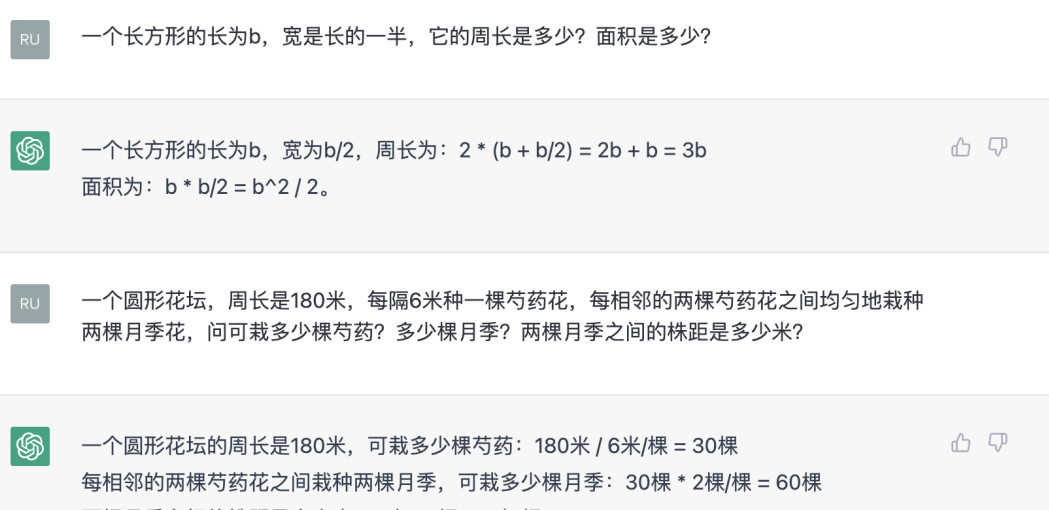 RU
一个长方形的长为b，宽是长的一半，它的周长是多少？面积是多少？
一个长方形的长为b，宽为b/2，周长为：2 * (b + b/2) = 2b + b = 3b
面积为：b * b/2 = b^2 / 2。
RU
一个圆形花坛，周长是180米，每隔6米种一棵芍药花，每相邻的两棵芍药花之间均匀地栽种
两棵月季花，问可栽多少棵芍药？多少棵月季？两棵月季之间的株距是多少米？
一个圆形花坛的周长是180米，可栽多少棵芍药：180米 / 6米/棵 = 30棵
每相邻的两棵芍药花之间栽种两棵月季，可栽多少棵月季：30棵 * 2棵/棵 = 60棵